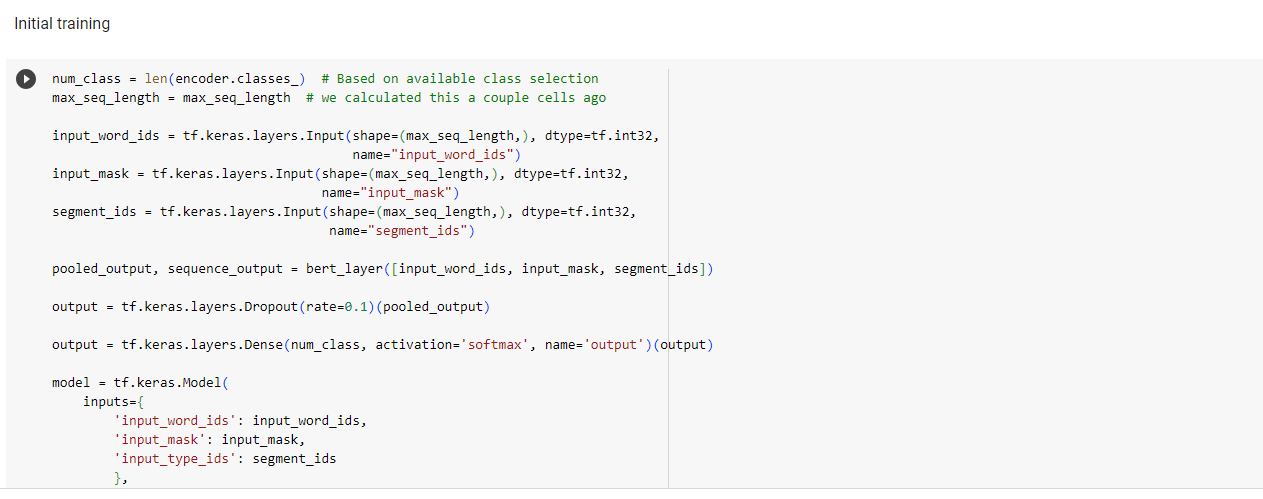 Initial training
num_class = len(encoder.classes_)  # Based on available class selection
max_seq_length = max_seq_length  # we calculated this a couple cells ago
input_word_ids = tf.keras.layers.Input(shape=(max_seq_length,), dtype=tf.int32,
name="input_word_ids")
input_mask = tf.keras.layers.Input(shape=(max_seq_length,), dtype=tf.int32,
name="input_mask")
segment_ids = tf.keras.layers.Input(shape=(max_seq_length,), dtype=tf.int32,
name="segment_ids")
pooled_output, sequence_output = bert_layer([input_word_ids, input_mask, segment_ids])
output = tf.keras.layers.Dropout(rate=0.1)(pooled_output)
output = tf.keras.layers.Dense(num_class, activation='softmax', name='output')(output)
model = tf.keras.Model(
inputs={
'input_word_ids': input_word_ids,
'input_mask': input_mask,
'input_type_ids': segment_ids
},